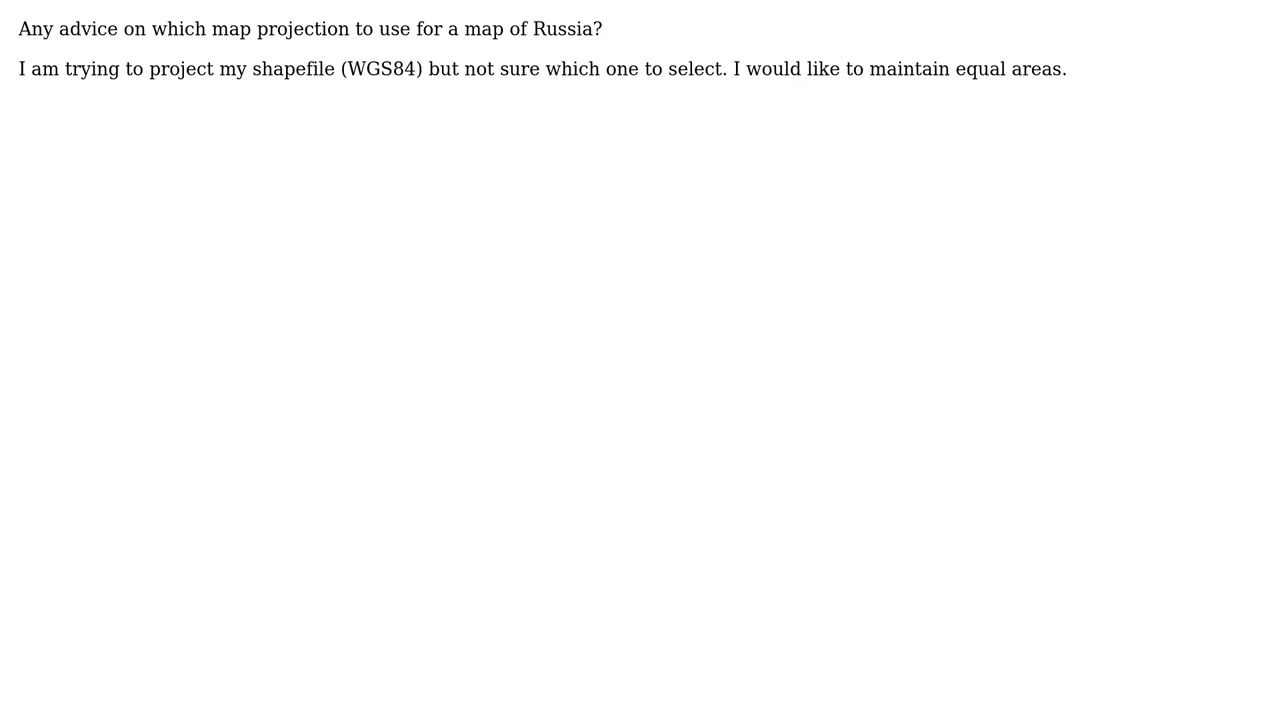 Any advice on which map projection to use for a map of Russia?
I am trying to project my shapefile (WGS84) but not sure which one to select. I would like to maintain equal areas.